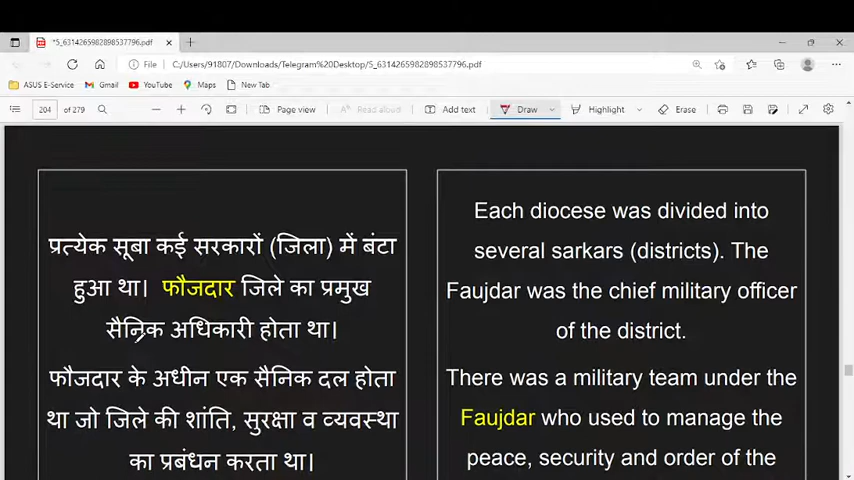 *5_6314265982898537796.pdf
File C:/Users/91807/Downloads/Telegram%20Desktop/5_6314265982898537796.pdf
ASUS E-Service Gmail YouTube Maps New Tab
204 of 279 Page view Read aloud Add text Draw Highlight Erase
प्रत्येक सूबा कई सरकारों (जिला) में बंटा
हुआ था। फौजदार जिले का प्रमुख
सैनिक अधिकारी होता था।
फौजदार के अधीन एक सैनिक दल होता
था जो जिले की शांति, सुरक्षा व व्यवस्था
का प्रबंधन करता था।
Each diocese was divided into
several sarkars (districts). The
Faujdar was the chief military officer
of the district.
There was a military team under the
Faujdar who used to manage the
peace, security and order of the